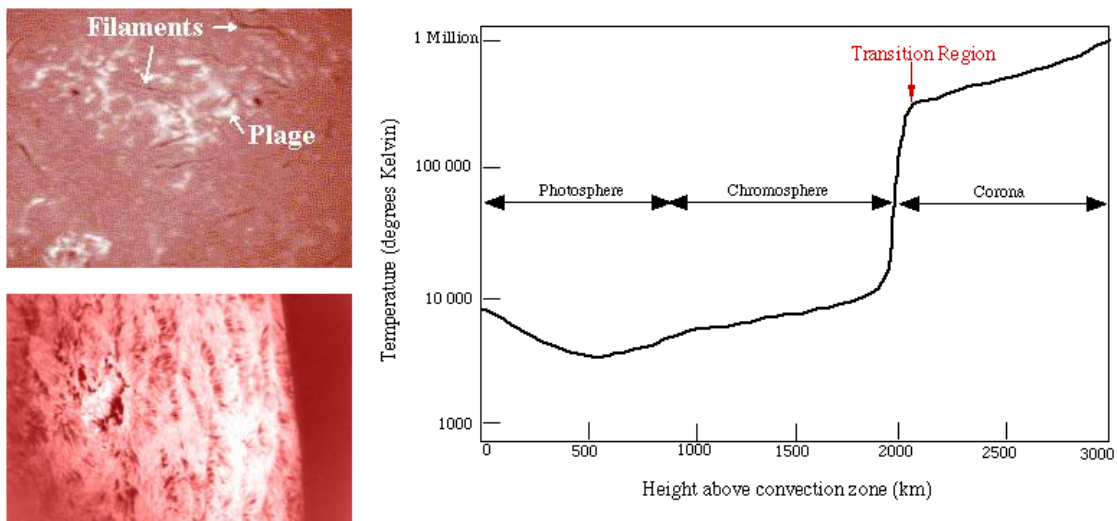 Filaments
Plage
1 Million
100 000
10 000
1000
Temperature (degrees Kelvin)
Transition Region
Photosphere
Chromosphere
Corona
0
500
1000
1500
2000
2500
3000
Height above convection zone (km)